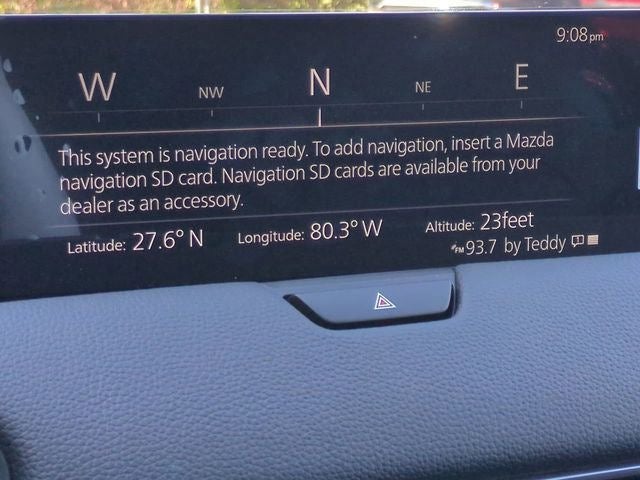 9:08pm
W NW N NE E
This system is navigation ready. To add navigation, insert a Mazda
navigation SD card. Navigation SD cards are available from your
dealer as an accessory.
Latitude: 27.6° N Longitude: 80.3° W Altitude: 23feet
FM 93.7 by Teddy